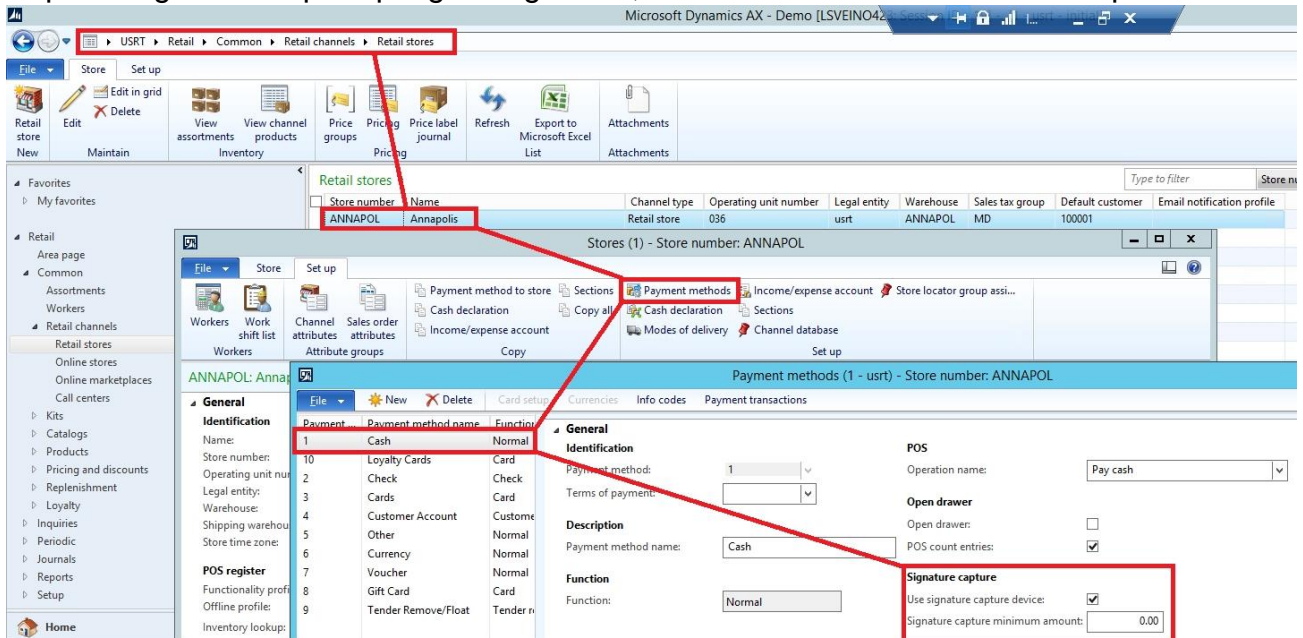 Microsoft Dynamics AX - Demo
USRT Retail Common Retail channels Retail stores
File Store Set up
Retail store
Edit
Edit in grid
Delete
View assortments
View channel products
Price groups
Pricing
Price label journal
Refresh
Export to Microsoft Excel
Attachments
New Maintain Inventory Pricing List Attachments
Favorites
My favorites
Retail
Area page
Common
Assortments
Workers
Retail channels
Retail stores
Online stores
Online marketplaces
Call centers
Kits
Catalogs
Products
Pricing and discounts
Replenishment
Loyalty
Inquiries
Periodic
Journals
Reports
Setup
Home
Retail stores
Type to filter
Store number Name Channel type Operating unit number Legal entity Warehouse Sales tax group Default customer Email notification profile
ANNAPOL Annapolis Retail store 036 usrt ANNAPOL MD 100001
Stores (1) - Store number: ANNAPOL
File Store Set up
Workers
Work shift list
Channel attributes
Sales order attributes
Payment method to store
Sections
Cash declaration
Copy all
Income/expense account
Payment methods
Income/expense account
Store locator group assi...
Cash declaration
Sections
Modes of delivery
Channel database
Workers Attribute groups Copy Set up
ANNAPOL:
General
Identification
Name:
Store number:
Operating unit
Legal entity:
Warehouse:
Shipping
Store time zone:
POS register
Functionality
Offline profile:
Inventory lookup:
Payment methods (1 - usrt) - Store number: ANNAPOL
File New Delete Card setup Currencies Info codes Payment transactions
Payment ... Payment method name
1 Cash Normal
10 Loyalty Cards Card
2 Check Check
3 Cards Card
4 Customer Account
5 Other Normal
6 Currency Normal
7 Voucher Normal
8 Gift Card Card
9 Tender Remove/Float Tender
General
Identification
Payment method: 1
Terms of payment:
Description
Payment method name: Cash
Function
Function: Normal
POS
Operation name: Pay cash
Open drawer
Open drawer:
POS count entries:
Signature capture
Use signature capture device:
Signature capture minimum amount: 0.00